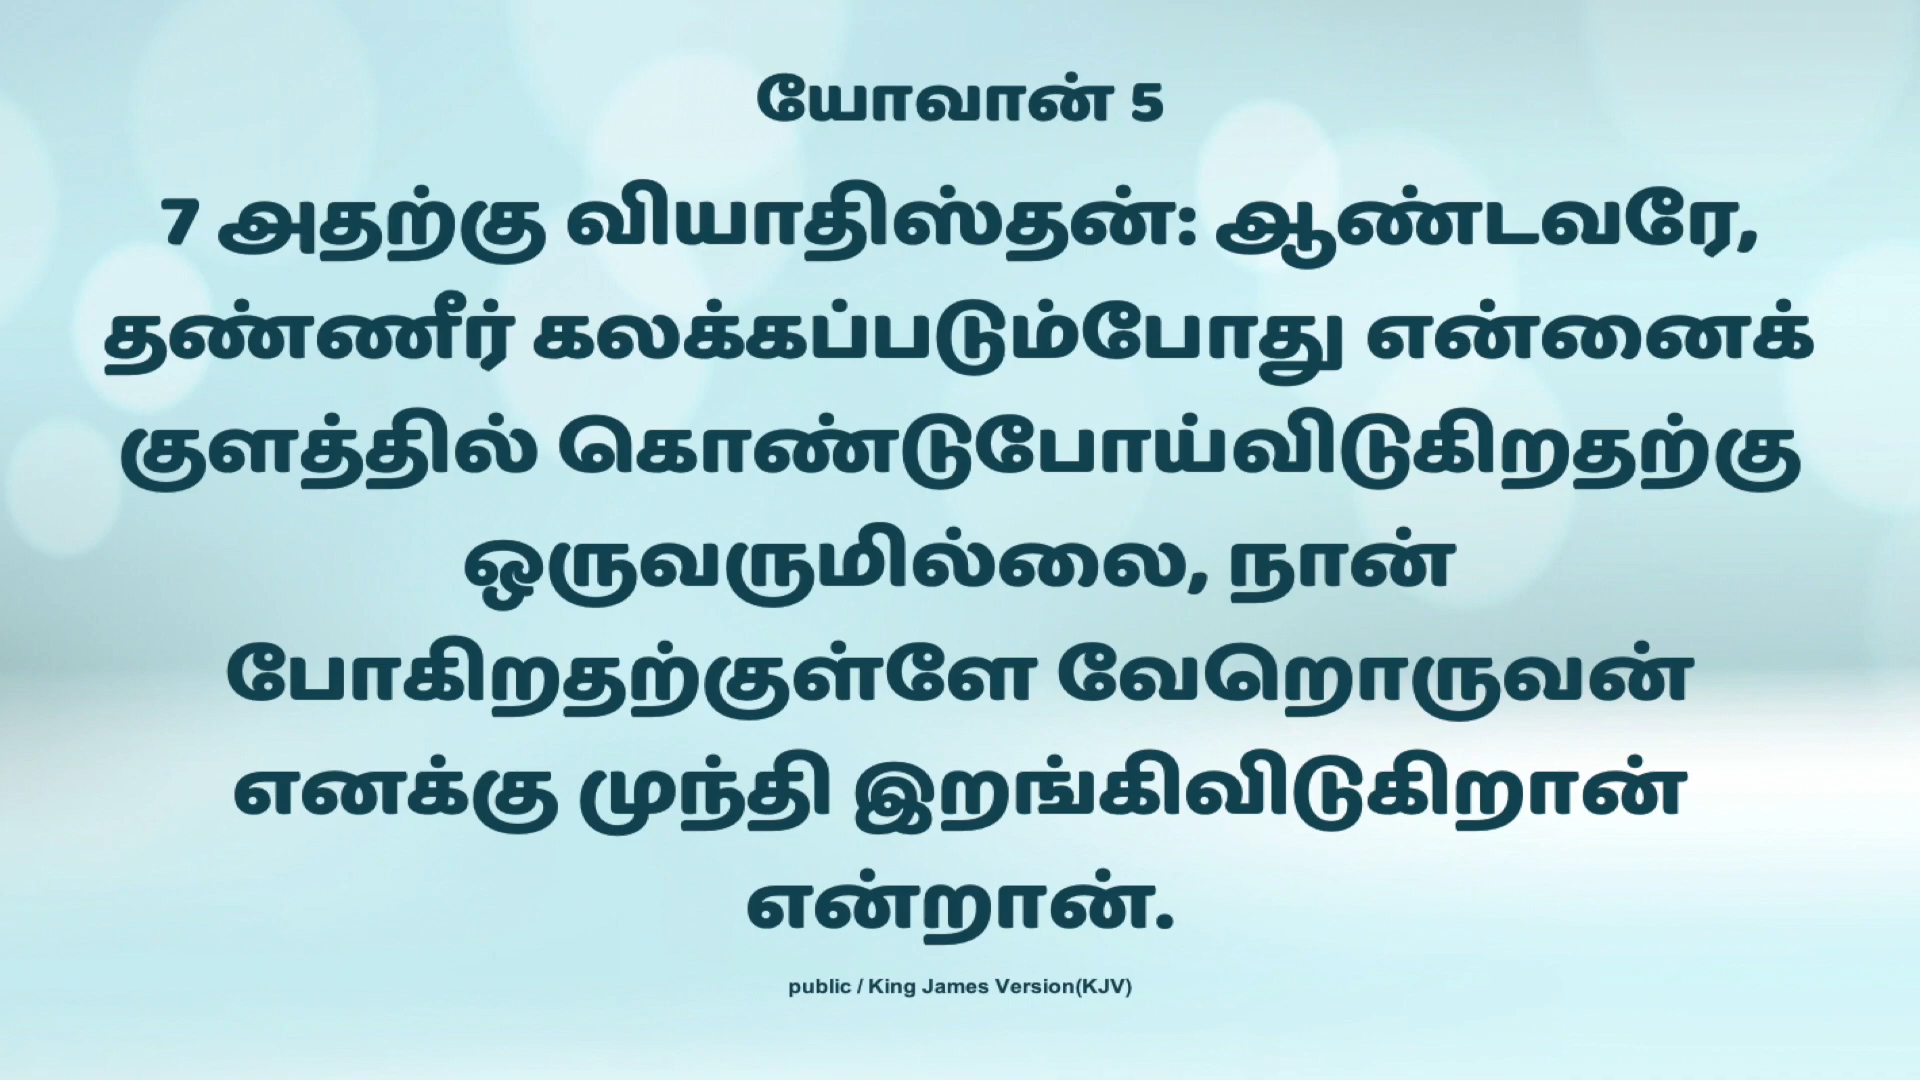 யோவான் 5
7 அதற்கு வியாதிஸ்தன்: ஆண்டவரே,
தண்ணீர் கலக்கப்படும்போது என்னைக்
குளத்தில் கொண்டுபோய்விடுகிறதற்கு
ஒருவருமில்லை, நான்
போகிறதற்குள்ளே வேறொருவன்
எனக்கு முந்தி இறங்கிவிடுகிறான்
என்றான்.
public / King James Version(KJV)